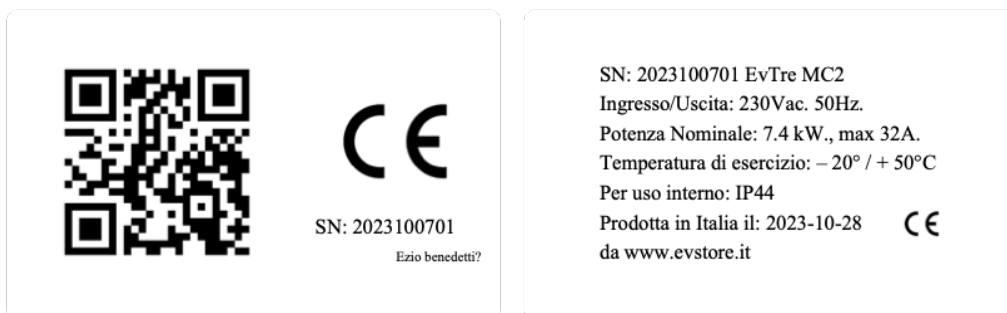 CE
SN: 2023100701
Ezio benedetti?
SN: 2023100701 EvTre MC2
Ingresso/Uscita: 230Vac. 50Hz.
Potenza Nominale: 7.4 kW., max 32A.
Temperatura di esercizio: – 20° / + 50°C
Per uso interno: IP44
Prodotta in Italia il: 2023-10-28 CE
da www.evstore.it